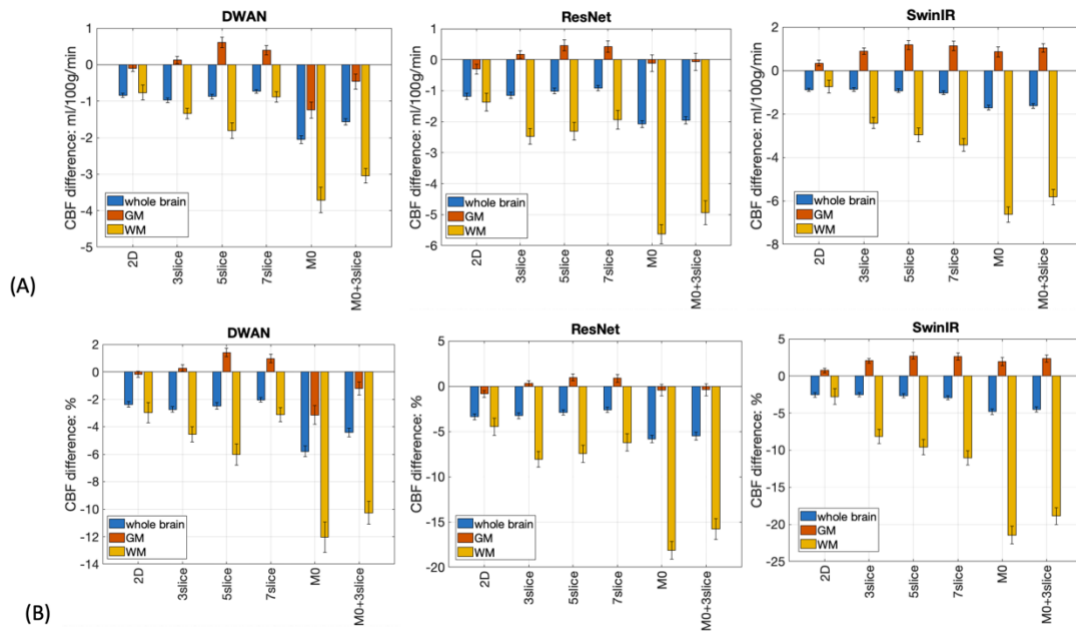 DWAN
CBF difference: ml/100g/min
1
0
-1
-2
-3
-4
-5
whole brain
GM
WM
2D
3slice
5slice
7slice
M0
M0+3slice
ResNet
CBF difference: ml/100g/min
2
1
0
-1
-2
-3
-4
-5
-6
whole brain
GM
WM
2D
3slice
5slice
7slice
M0
M0+3slice
SwinIR
CBF difference: ml/100g/min
4
2
0
-2
-4
-6
-8
whole brain
GM
WM
2D
3slice
5slice
7slice
M0
M0+3slice
(A)
DWAN
CBF difference: %
2
0
-2
-4
-6
-8
-10
-12
-14
whole brain
GM
WM
2D
3slice
5slice
7slice
M0
M0+3slice
ResNet
CBF difference: %
5
0
-5
-10
-15
-20
whole brain
GM
WM
2D
3slice
5slice
7slice
M0
M0+3slice
SwinIR
CBF difference: %
5
0
-5
-10
-15
-20
-25
whole brain
GM
WM
2D
3slice
5slice
7slice
M0
M0+3slice
(B)